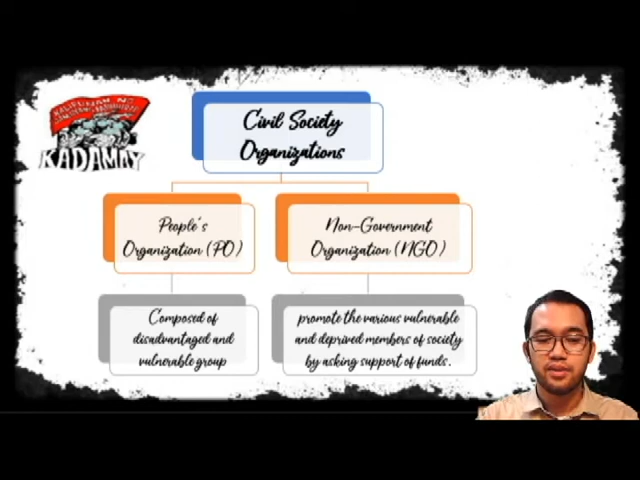 KADAMAY
Civil Society
Organizations
People's
Organization (PO)
Non-Government
Organization (NGO)
Composed of
disadvantaged and
vulnerable group
promote the various vulnerable
and deprived members of society
by asking support of funds.